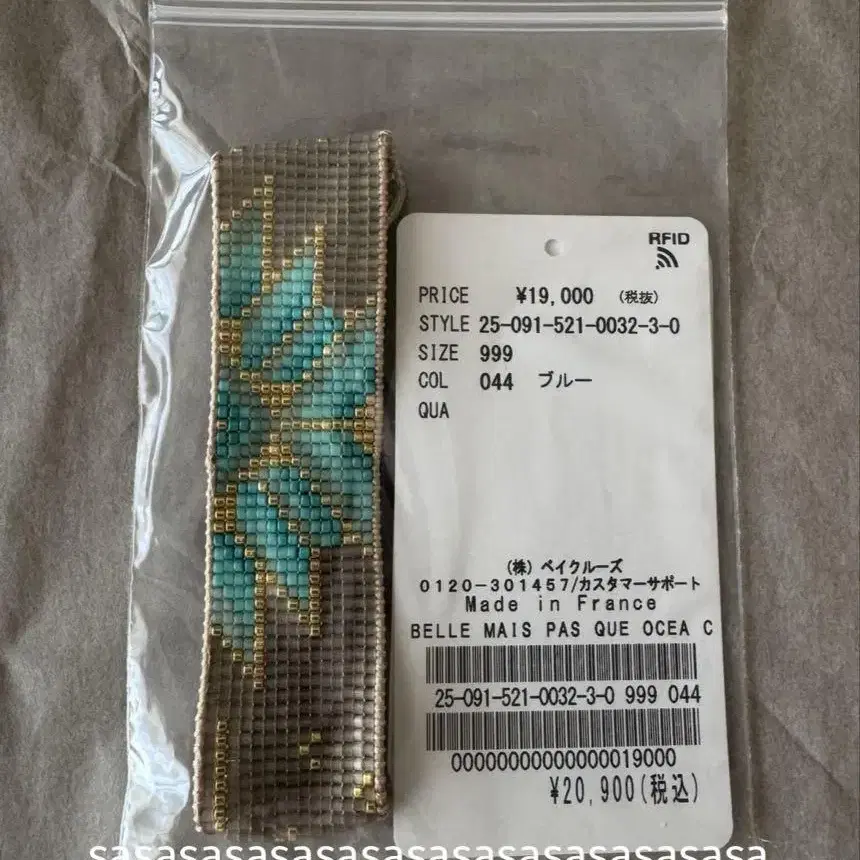 RFID
PRICE ¥19,000 (税抜)
STYLE 25-091-521-0032-3-0
SIZE 999
COL 044 ブルー
QUA
(株) ベイクルーズ
0120-301457/カスタマーサポート
Made in France
BELLE MAIS PAS QUE OCEA C
25-091-521-0032-3-0 999 044
00000000000000019000
¥20,900(税込)
sasasasasasasasasasasasasasasasasasa